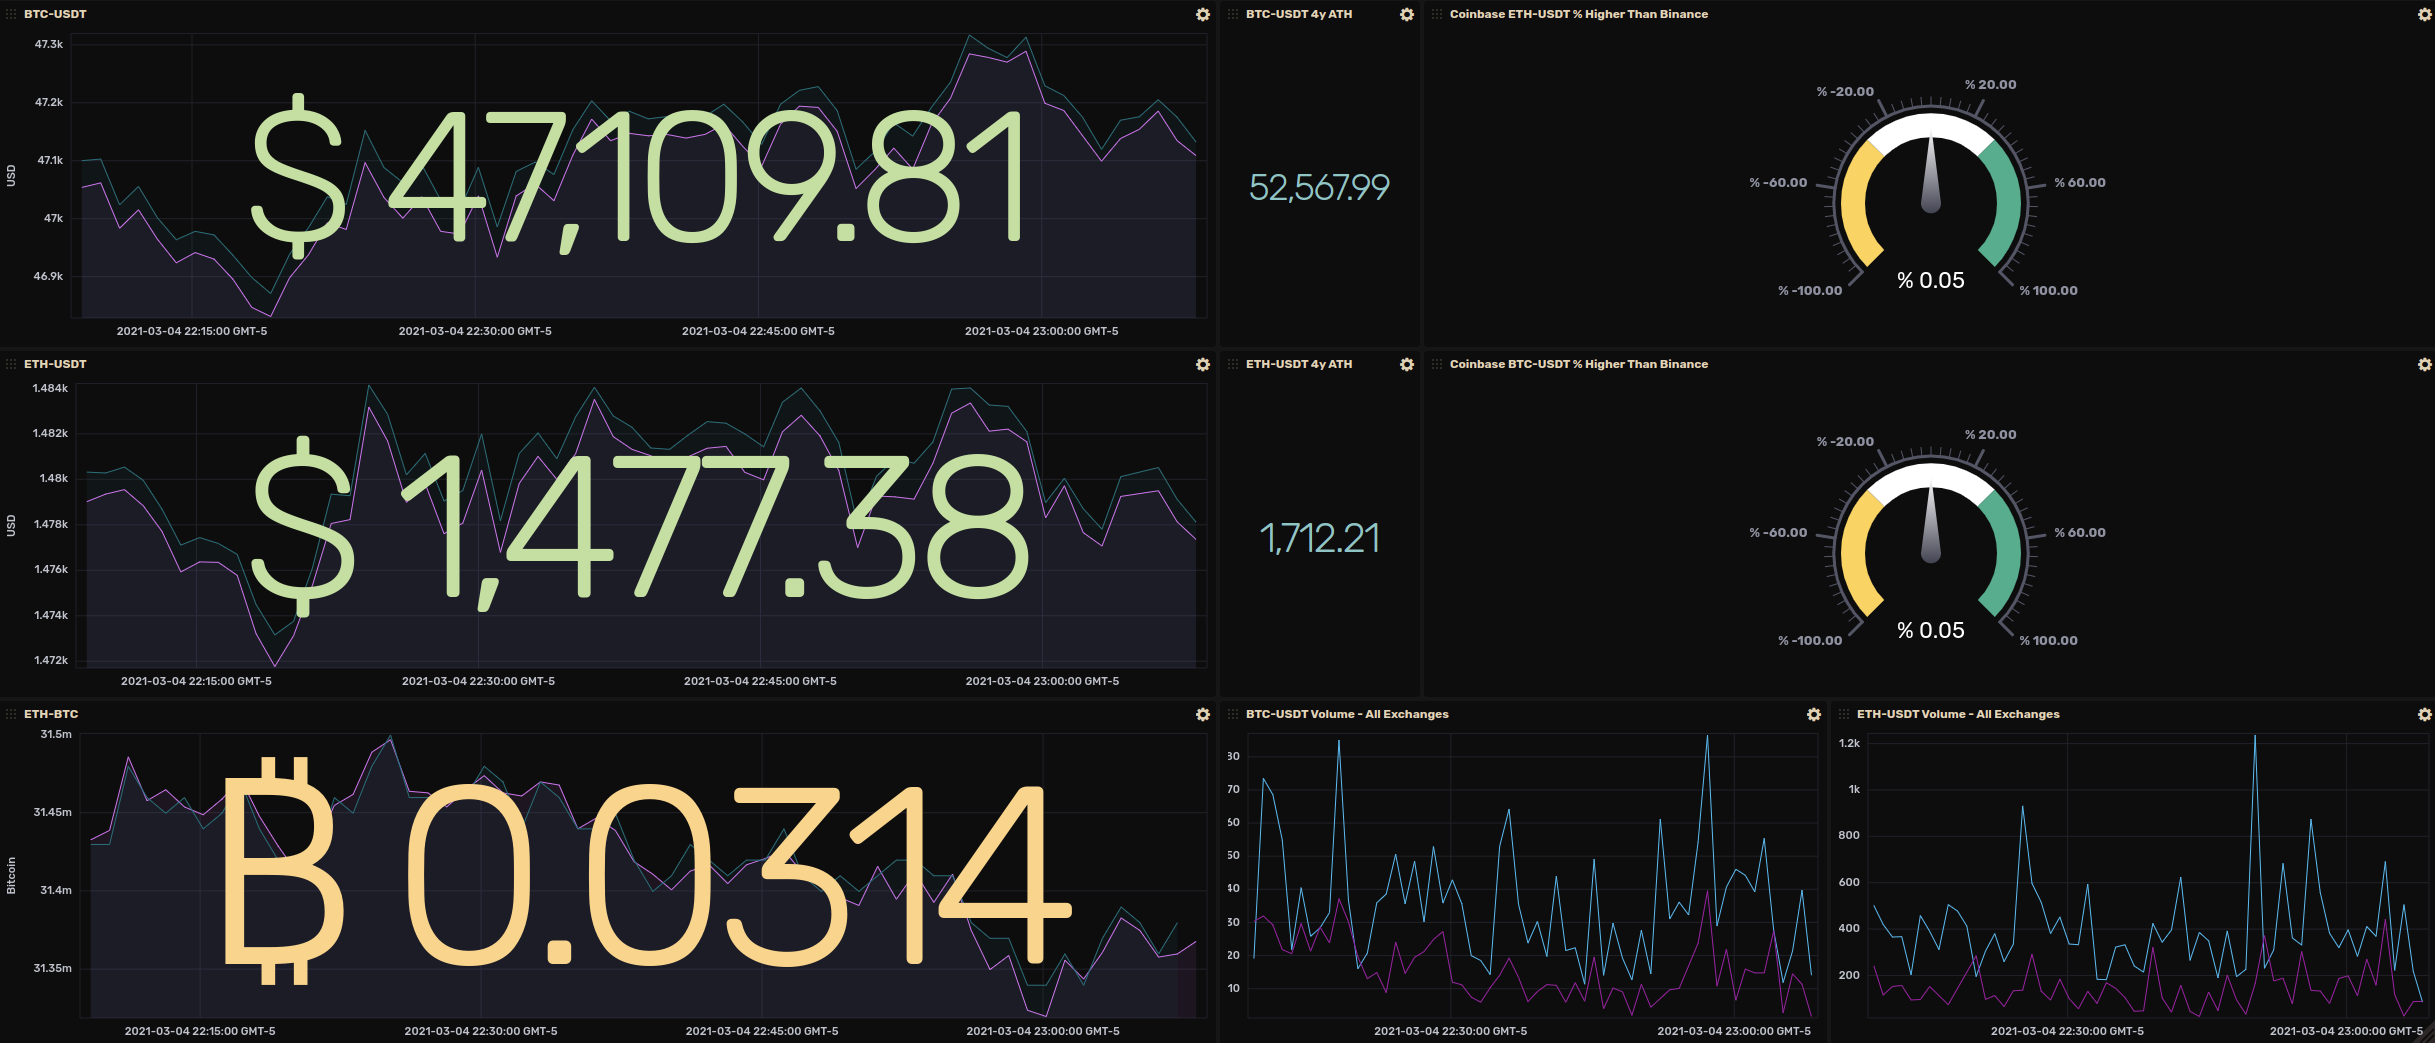 BTC-USDT
47.3k
47.2k
47.1k
47k
46.9k
USD
$ 47,109.81
2021-03-04 22:15:00 GMT-5
2021-03-04 22:30:00 GMT-5
2021-03-04 22:45:00 GMT-5
2021-03-04 23:00:00 GMT-5
BTC-USDT 4y ATH
52,567.99
Coinbase ETH-USDT % Higher Than Binance
% -20.00
% 20.00
% -60.00
% 60.00
% -100.00
% 100.00
% 0.05
ETH-USDT
1.484k
1.482k
1.48k
1.478k
1.476k
1.474k
1.472k
USD
$ 1,477.38
2021-03-04 22:15:00 GMT-5
2021-03-04 22:30:00 GMT-5
2021-03-04 22:45:00 GMT-5
2021-03-04 23:00:00 GMT-5
ETH-USDT 4y ATH
1,712.21
Coinbase BTC-USDT % Higher Than Binance
% -20.00
% 20.00
% -60.00
% 60.00
% -100.00
% 100.00
% 0.05
ETH-BTC
31.5m
31.45m
31.4m
31.35m
Bitcoin
₿ 0.0314
2021-03-04 22:15:00 GMT-5
2021-03-04 22:30:00 GMT-5
2021-03-04 22:45:00 GMT-5
2021-03-04 23:00:00 GMT-5
BTC-USDT Volume - All Exchanges
80
70
60
50
40
30
20
10
2021-03-04 22:30:00 GMT-5
2021-03-04 23:00:00 GMT-5
ETH-USDT Volume - All Exchanges
1.2k
1k
800
600
400
200
2021-03-04 22:30:00 GMT-5
2021-03-04 23:00:00 GMT-5